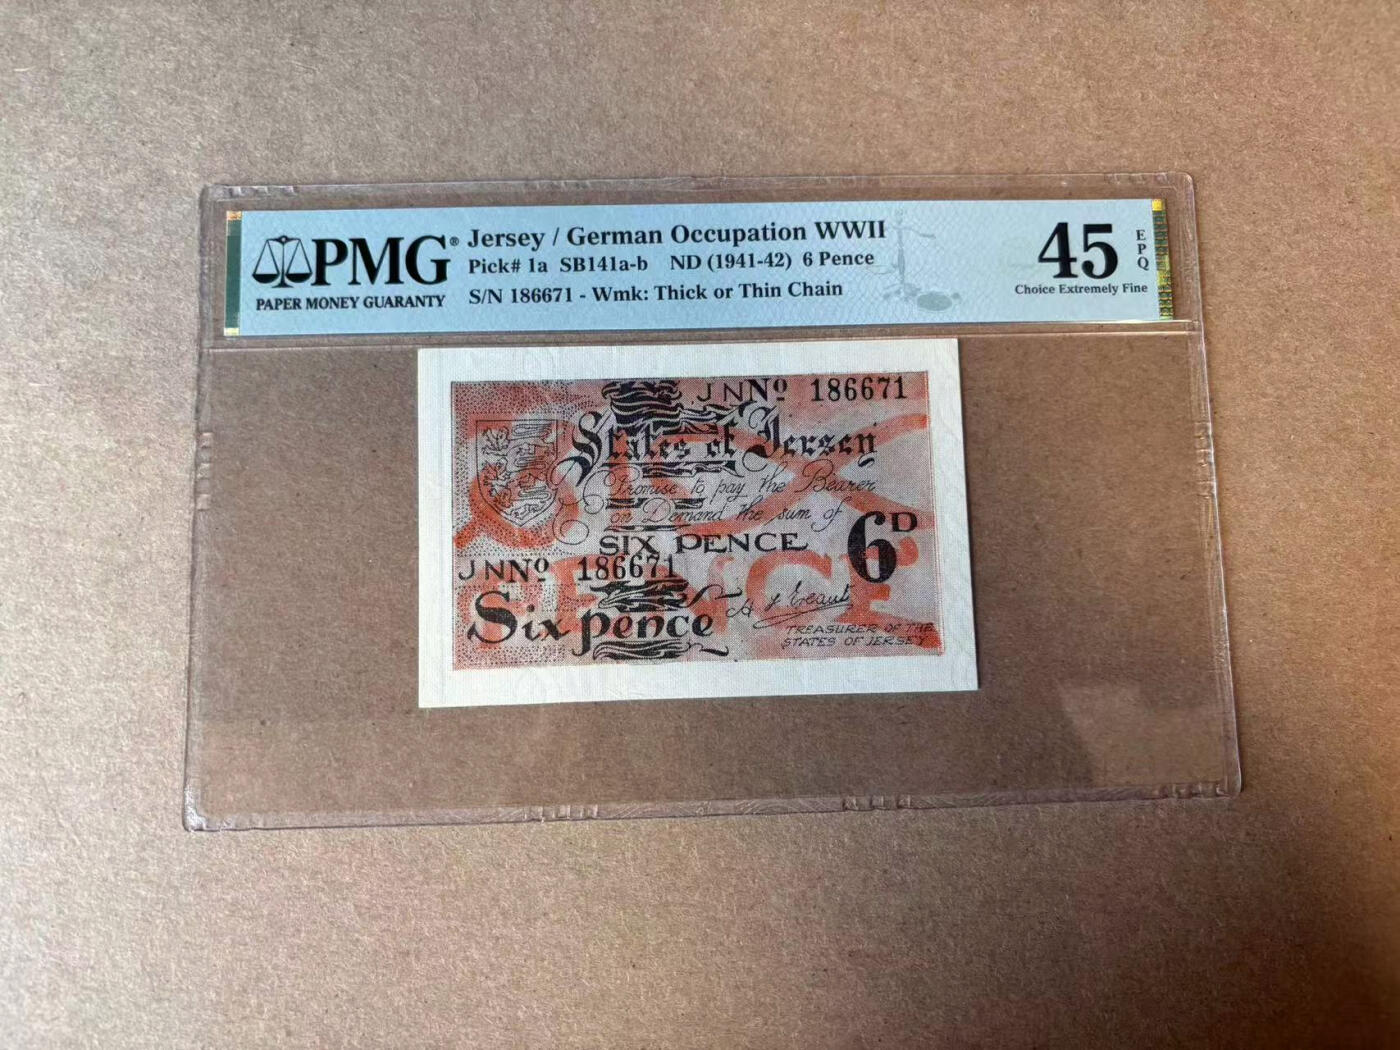 PMG®
PAPER MONEY GUARANTY
Jersey / German Occupation WWII
Pick# 1a SB141a-b ND (1941-42) 6 Pence
S/N 186671 - Wmk: Thick or Thin Chain
45
EPQ
Choice Extremely Fine
JN Nº 186671
States of Jersey
Promise to pay the Bearer
on Demand the sum of
SIX PENCE
6D
JN Nº 186671
Six pence
TREASURER OF THE
STATES OF JERSEY